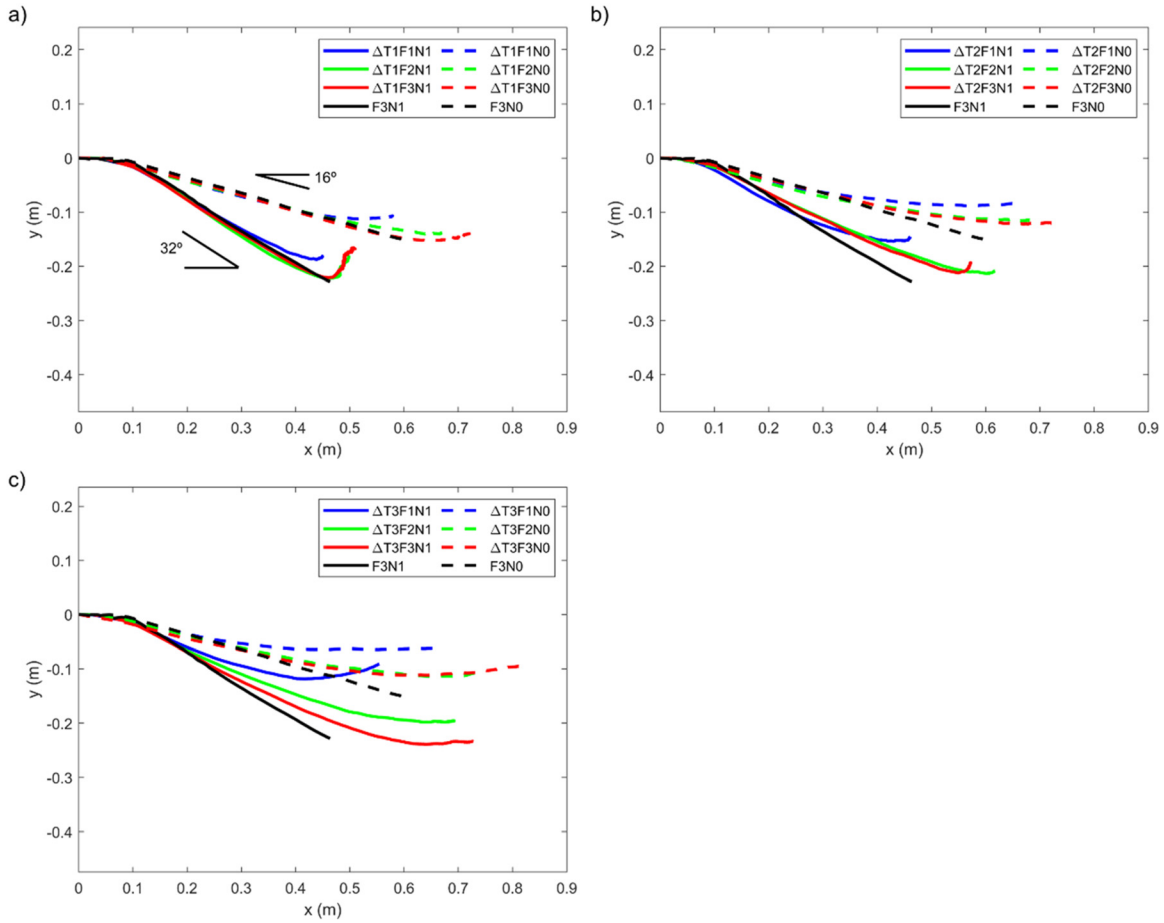 a)
0.2
0.1
0
-0.1
-0.2
-0.3
-0.4
y (m)
0 0.1 0.2 0.3 0.4 0.5 0.6 0.7 0.8 0.9
x (m)
ΔT1F1N1 ΔT1F1N0
ΔT1F2N1 ΔT1F2N0
ΔT1F3N1 ΔT1F3N0
F3N1 F3N0
16º
32º
b)
0.2
0.1
0
-0.1
-0.2
-0.3
-0.4
y (m)
0 0.1 0.2 0.3 0.4 0.5 0.6 0.7 0.8 0.9
x (m)
ΔT2F1N1 ΔT2F1N0
ΔT2F2N1 ΔT2F2N0
ΔT2F3N1 ΔT2F3N0
F3N1 F3N0
c)
0.2
0.1
0
-0.1
-0.2
-0.3
-0.4
y (m)
0 0.1 0.2 0.3 0.4 0.5 0.6 0.7 0.8 0.9
x (m)
ΔT3F1N1 ΔT3F1N0
ΔT3F2N1 ΔT3F2N0
ΔT3F3N1 ΔT3F3N0
F3N1 F3N0